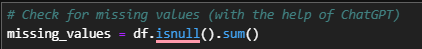 # Check for missing values (with the help of ChatGPT)
missing_values = df.isnull().sum()